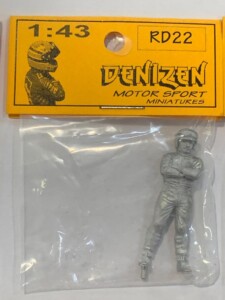 1:43
RD22
DENIZEN
MOTOR SPORT
MINIATURES